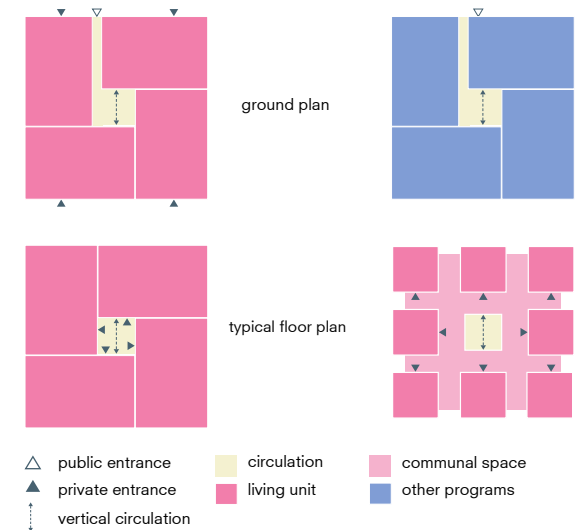 ground plan
typical floor plan
public entrance
circulation
communal space
private entrance
living unit
other programs
vertical circulation